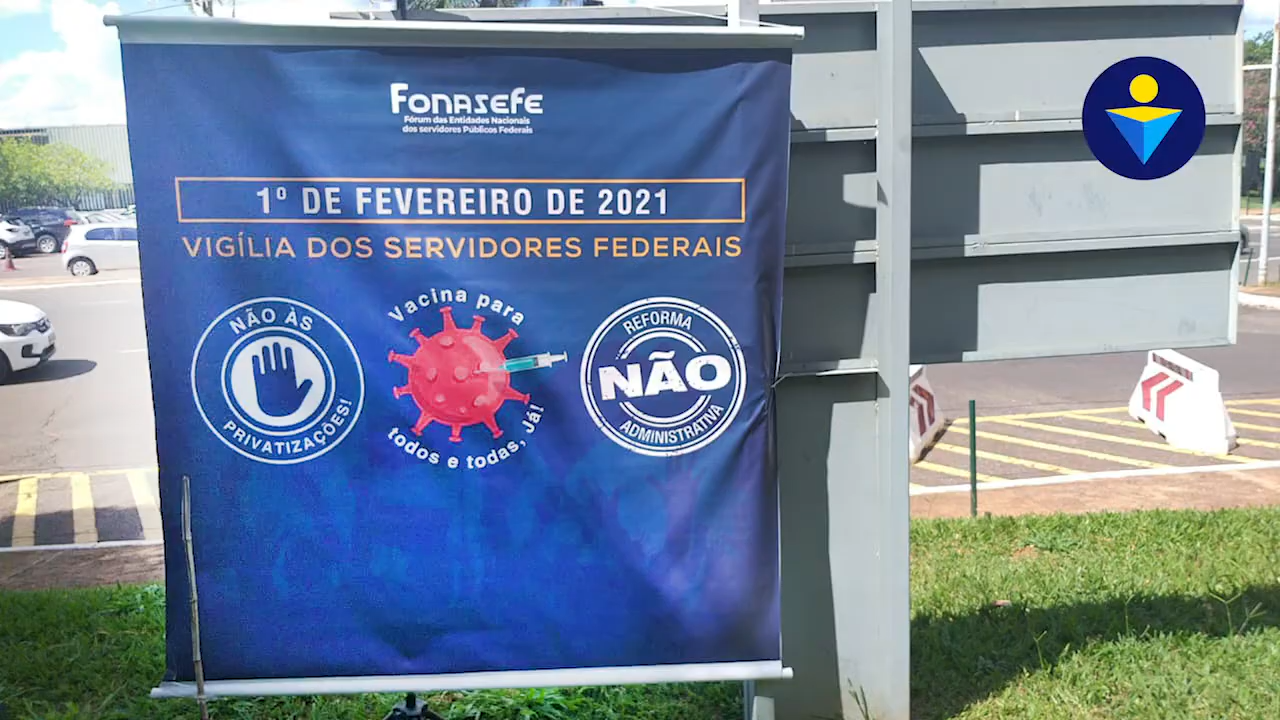 FONASEFE
Fórum das Entidades Nacionais
dos servidores Públicos Federais
1º DE FEVEREIRO DE 2021
VIGÍLIA DOS SERVIDORES FEDERAIS
NÃO ÀS
PRIVATIZAÇÕES!
Vacina para
todos e todas, Já!
REFORMA
NÃO
ADMINISTRATIVA